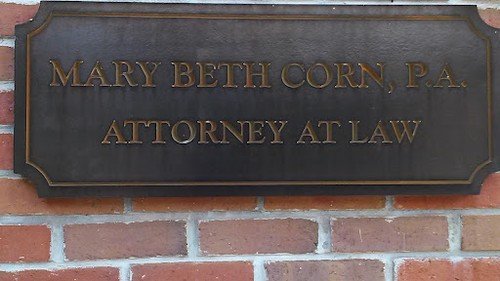 MARY BETH CORN, P.A.
ATTORNEY AT LAW